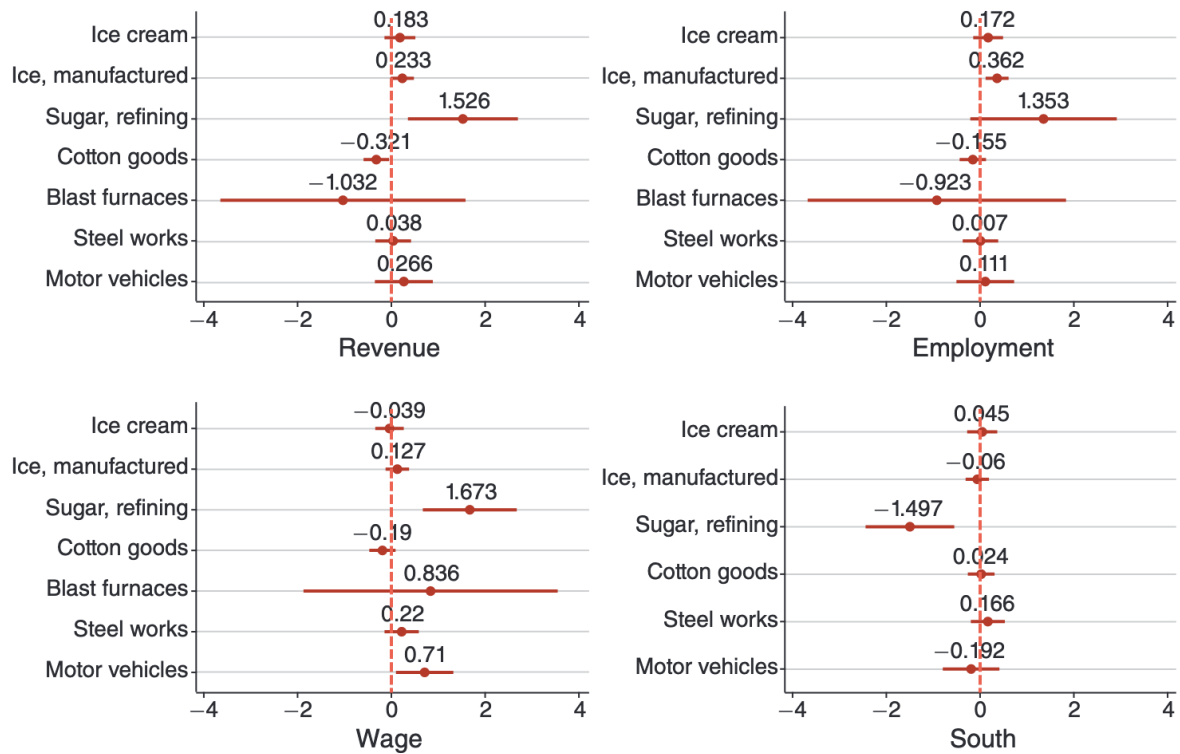 0.183
Ice cream
0.233
Ice, manufactured
1.526
Sugar, refining
−0.321
Cotton goods
−1.032
Blast furnaces
0.038
Steel works
0.266
Motor vehicles
−4 −2 0 2 4
Revenue
0.172
Ice cream
0.362
Ice, manufactured
1.353
Sugar, refining
−0.155
Cotton goods
−0.923
Blast furnaces
0.007
Steel works
0.111
Motor vehicles
−4 −2 0 2 4
Employment
−0.039
Ice cream
0.127
Ice, manufactured
1.673
Sugar, refining
−0.19
Cotton goods
0.836
Blast furnaces
0.22
Steel works
0.71
Motor vehicles
−4 −2 0 2 4
Wage
0.045
Ice cream
−0.06
Ice, manufactured
−1.497
Sugar, refining
0.024
Cotton goods
0.166
Steel works
−0.192
Motor vehicles
−4 −2 0 2 4
South